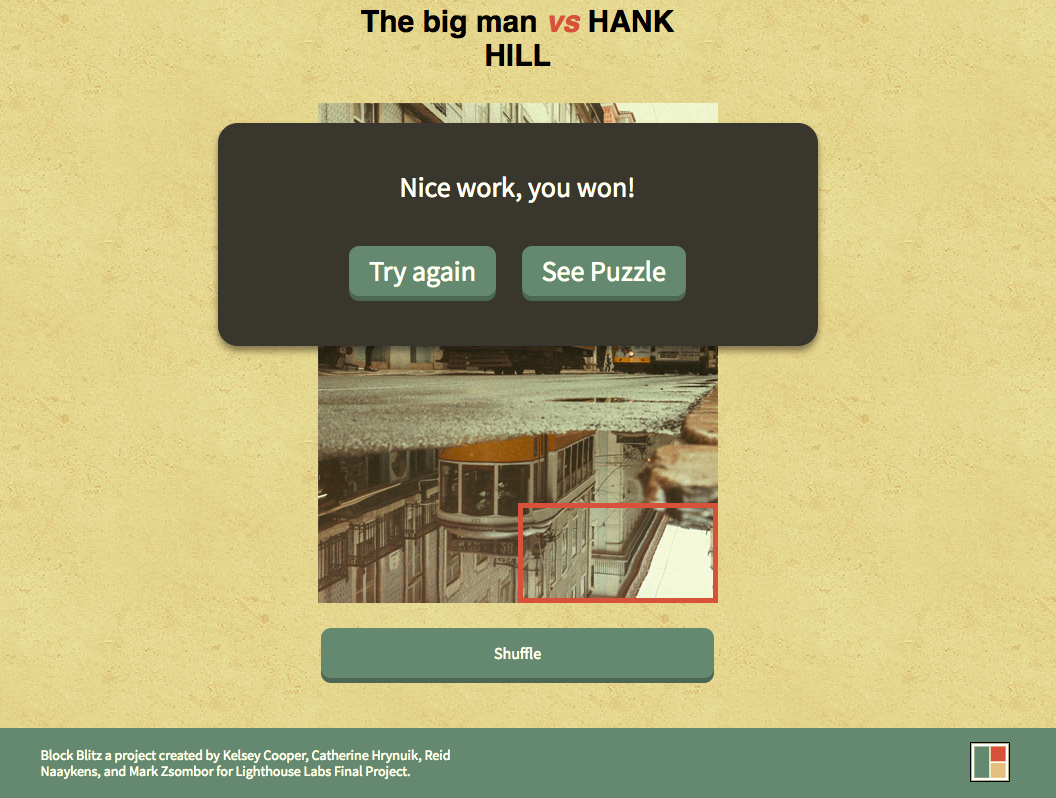 The big man vs HANK
HILL
Nice work, you won!
Try again
See Puzzle
Shuffle
Block Blitz a project created by Kelsey Cooper, Catherine Hrynuik, Reid
Naaykens, and Mark Zsombor for Lighthouse Labs Final Project.